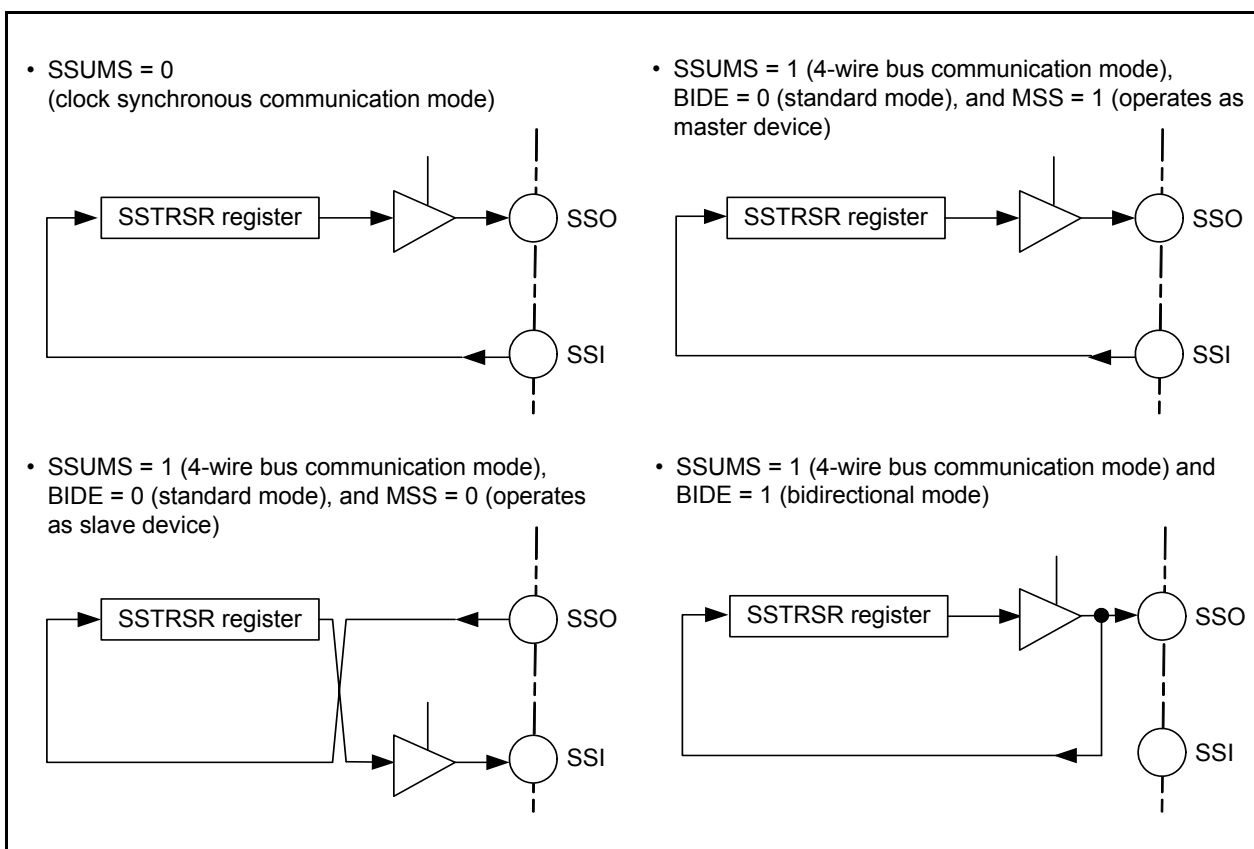 • SSUMS = 0
(clock synchronous communication mode)
SSTRSR register
SSO
SSI
• SSUMS = 1 (4-wire bus communication mode),
BIDE = 0 (standard mode), and MSS = 1 (operates as
master device)
SSTRSR register
SSO
SSI
• SSUMS = 1 (4-wire bus communication mode),
BIDE = 0 (standard mode), and MSS = 0 (operates
as slave device)
SSTRSR register
SSO
SSI
• SSUMS = 1 (4-wire bus communication mode) and
BIDE = 1 (bidirectional mode)
SSTRSR register
SSO
SSI